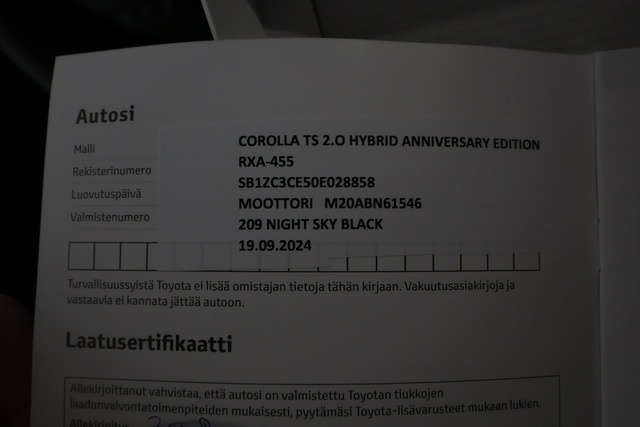 Autosi
Malli
COROLLA TS 2.0 HYBRID ANNIVERSARY EDITION
Rekisterinumero
RXA-455
Luovutuspäivä
SB1ZC3CE50E028858
Valmistenumero
MOOTTORI M20ABN61546
209 NIGHT SKY BLACK
19.09.2024
Turvallisuussyistä Toyota ei lisää omistajan tietoja tähän kirjaan. Vakuutusasiakirjoja ja
vastaavia ei kannata jättää autoon.
Laatusertifikaatti
Allekirjoittanut vahvistaa, että autosi on valmistettu Toyotan tiukkojen
laadunvalvontatoimenpiteiden mukaisesti, pyytämäsi Toyota-lisävarusteet mukaan lukien.
Allekirjoitus